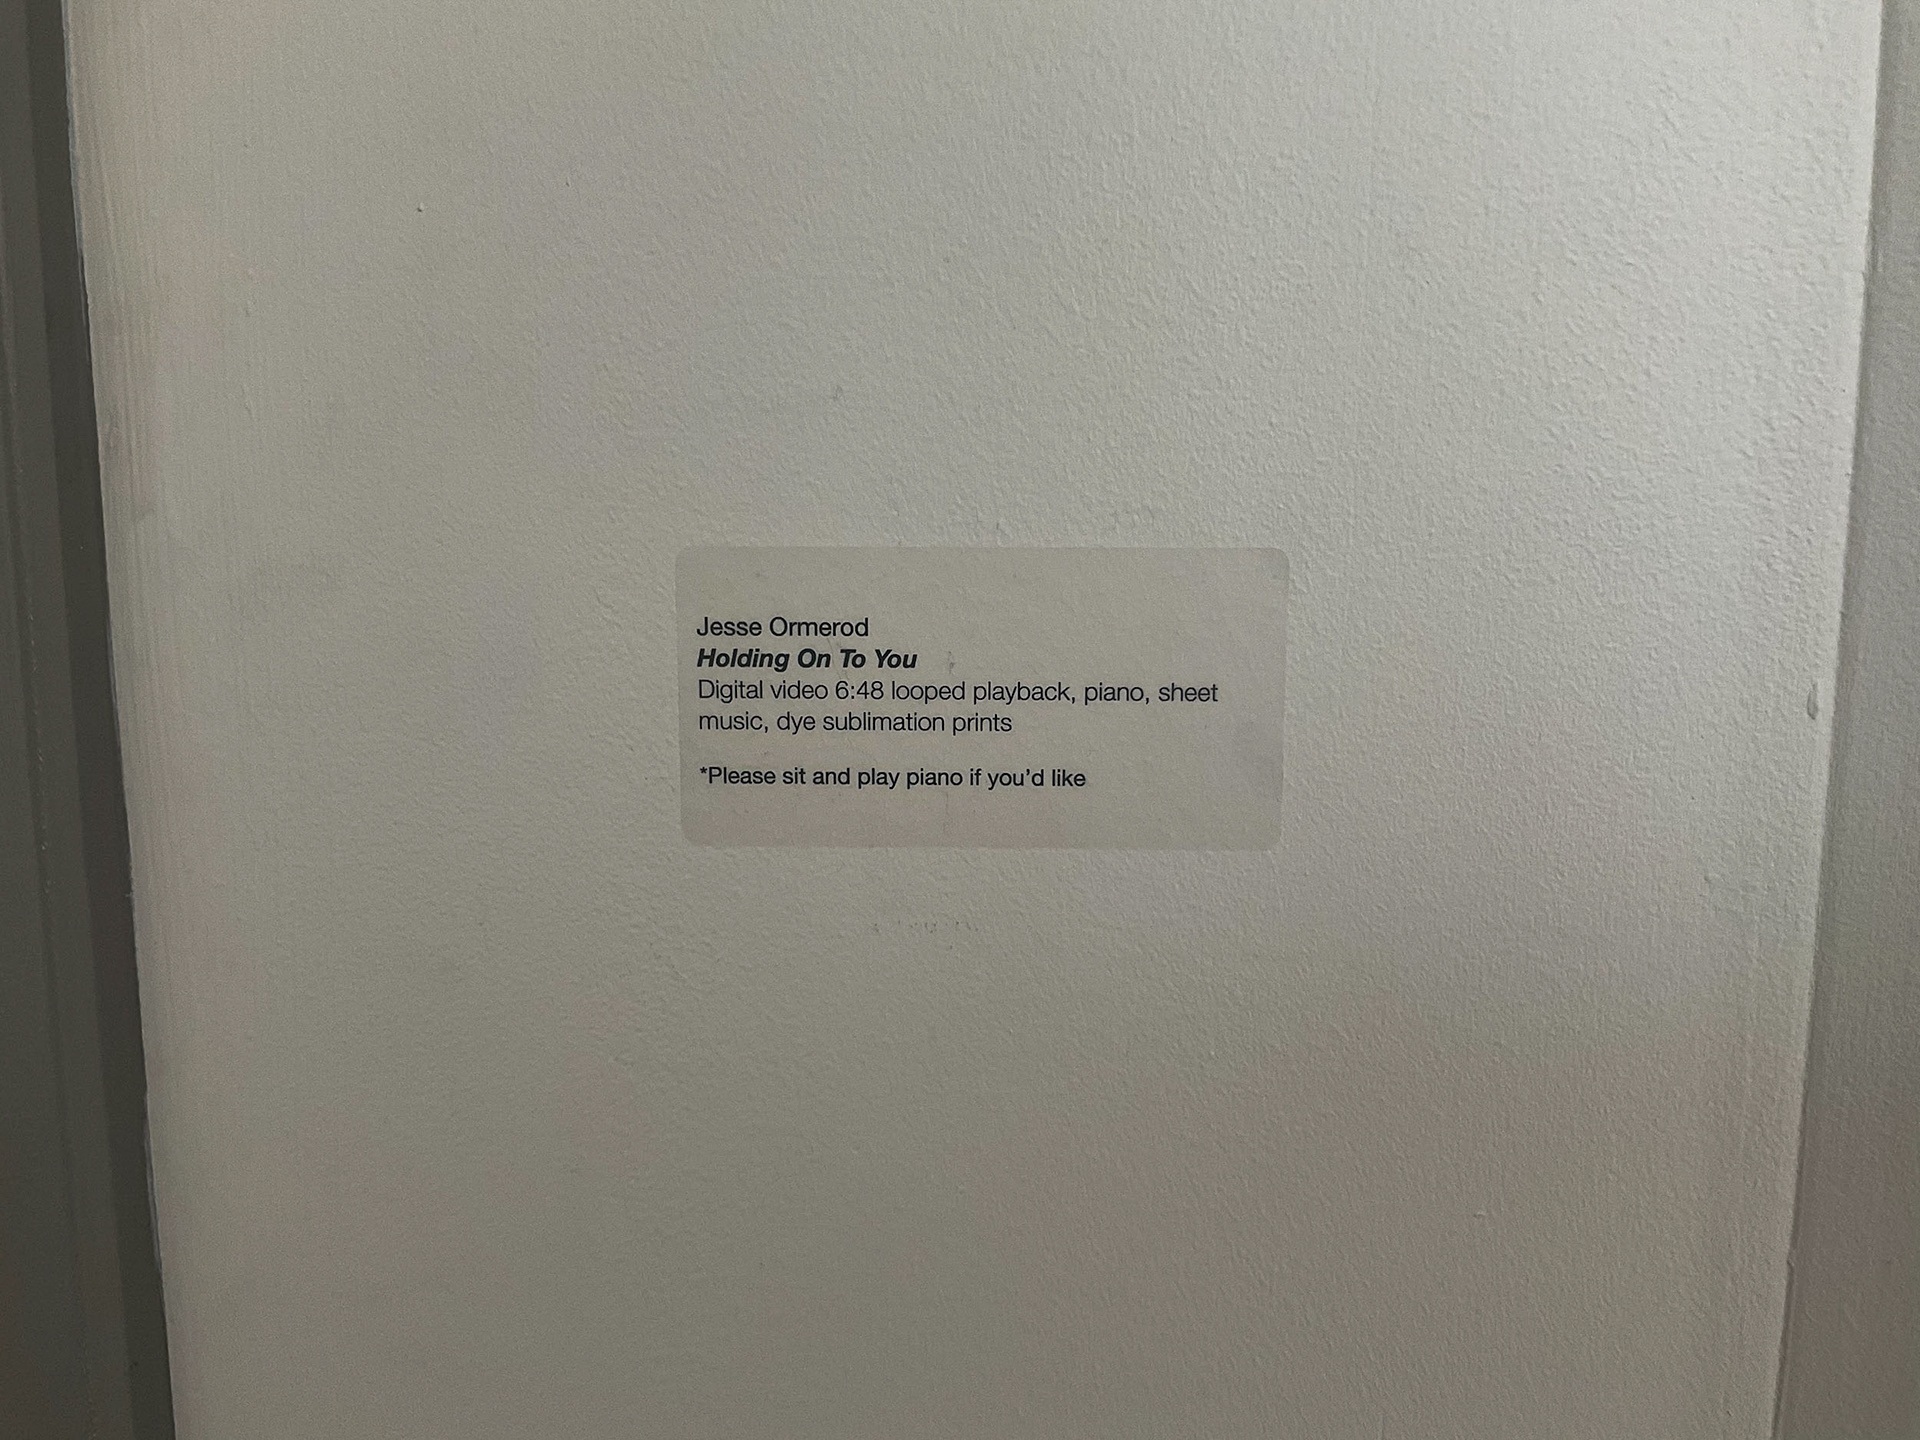 Jesse Ormerod
Holding On To You
Digital video 6:48 looped playback, piano, sheet
music, dye sublimation prints
*Please sit and play piano if you’d like